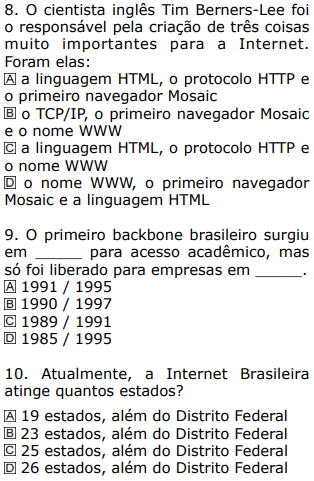 8. O cientista inglês Tim Berners-Lee foi
o responsável pela criação de três coisas
muito importantes para a Internet.
Foram elas:
A a linguagem HTML, o protocolo HTTP e
o primeiro navegador Mosaic
B o TCP/IP, o primeiro navegador Mosaic
e o nome WWW
C a linguagem HTML, o protocolo HTTP e
o nome WWW
D o nome WWW, o primeiro navegador
Mosaic e a linguagem HTML
9. O primeiro backbone brasileiro surgiu
em ______ para acesso acadêmico, mas
só foi liberado para empresas em ______.
A 1991 / 1995
B 1990 / 1997
C 1989 / 1991
D 1985 / 1995
10. Atualmente, a Internet Brasileira
atinge quantos estados?
A 19 estados, além do Distrito Federal
B 23 estados, além do Distrito Federal
C 25 estados, além do Distrito Federal
D 26 estados, além do Distrito Federal